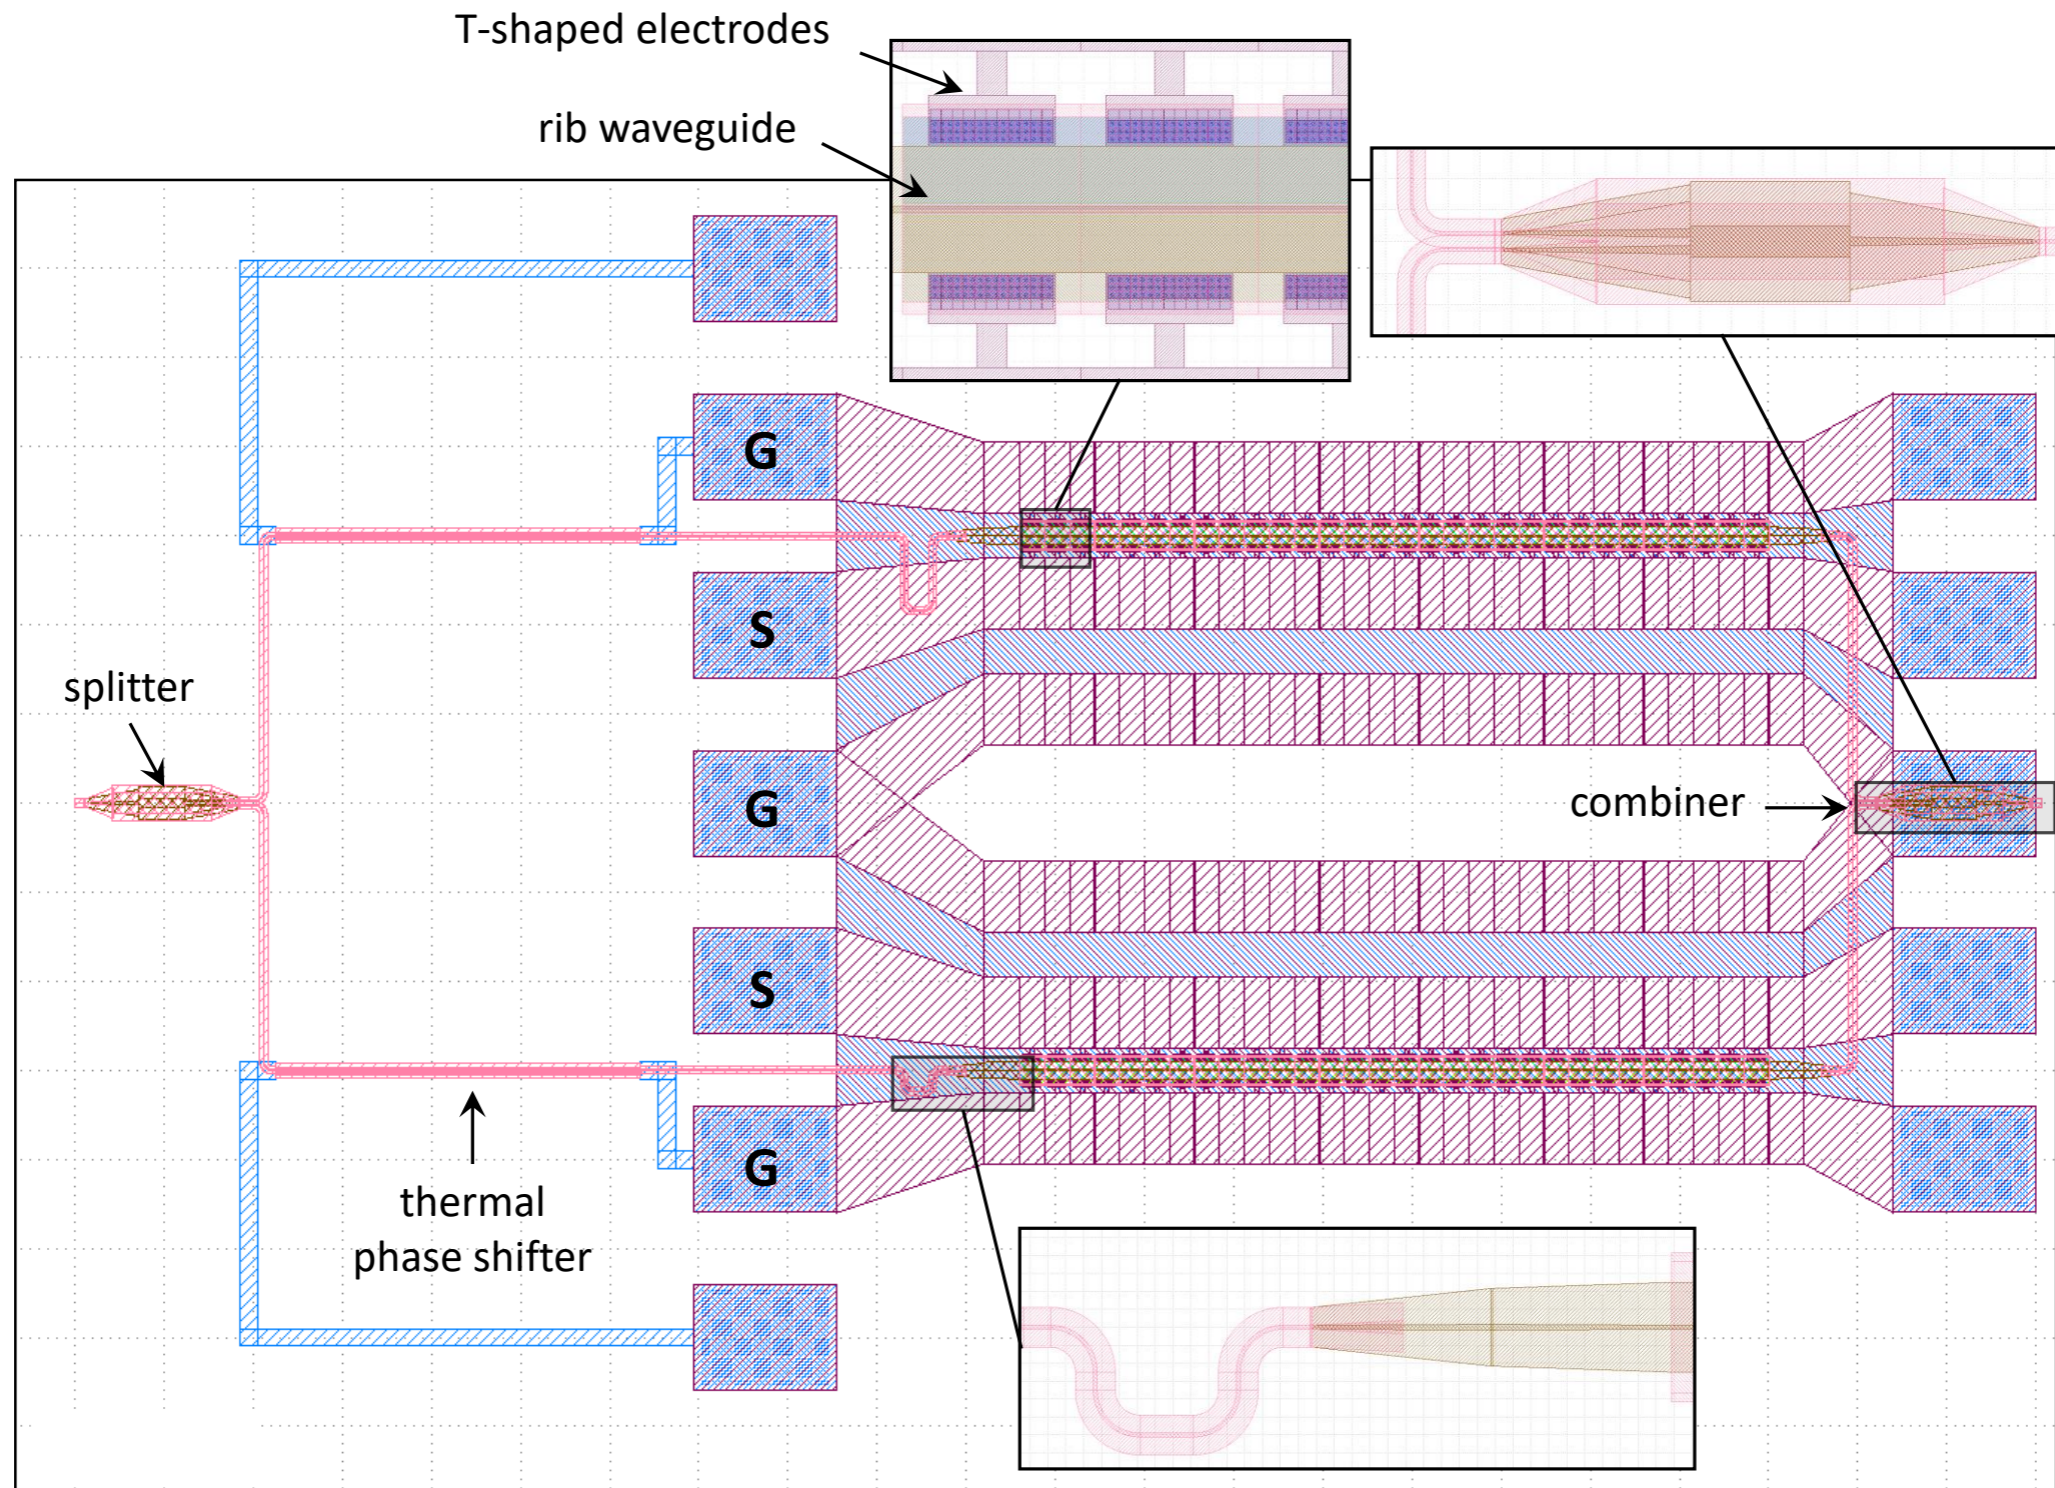 T-shaped electrodes
rib waveguide
G
S
splitter
G
combiner
S
G
thermal
phase shifter